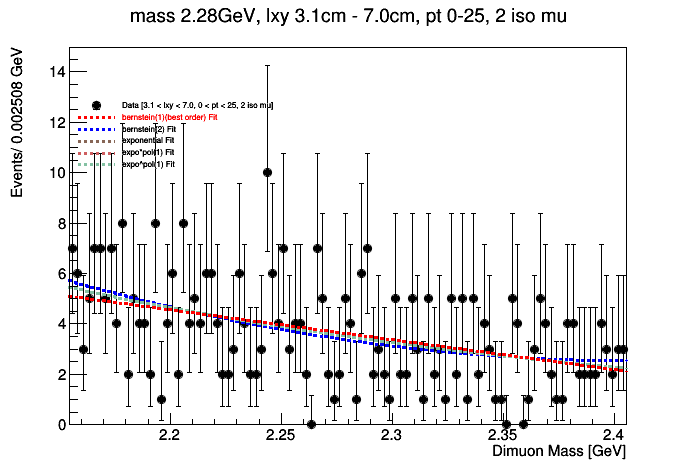 mass 2.28GeV, lxy 3.1cm - 7.0cm, pt 0-25, 2 iso mu
Events/ 0.002508 GeV
14
12
10
8
6
4
2
0
Data [3.1 < lxy < 7.0, 0 < pt < 25, 2 iso mu]
bernstein(1)(best order) Fit
bernstein(2) Fit
exponential Fit
expo*pol(1) Fit
expo^pol(1) Fit
2.2
2.25
2.3
2.35
2.4
Dimuon Mass [GeV]